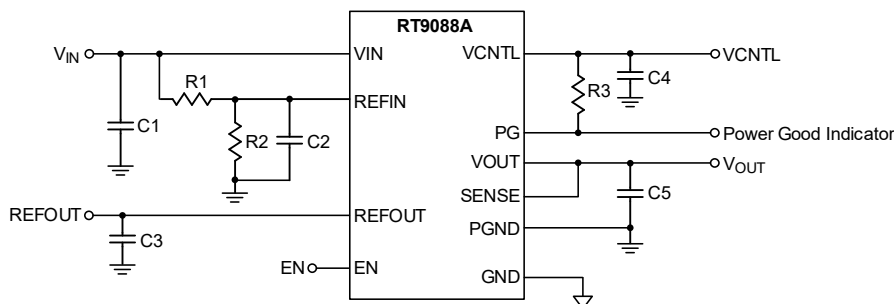 RT9088A
VIN
VIN
VCNTL
VCNTL
R1
R3
C4
REFIN
C1
R2
C2
PG
Power Good Indicator
VOUT
VOUT
SENSE
C5
REFOUT
REFOUT
PGND
C3
EN
EN
GND